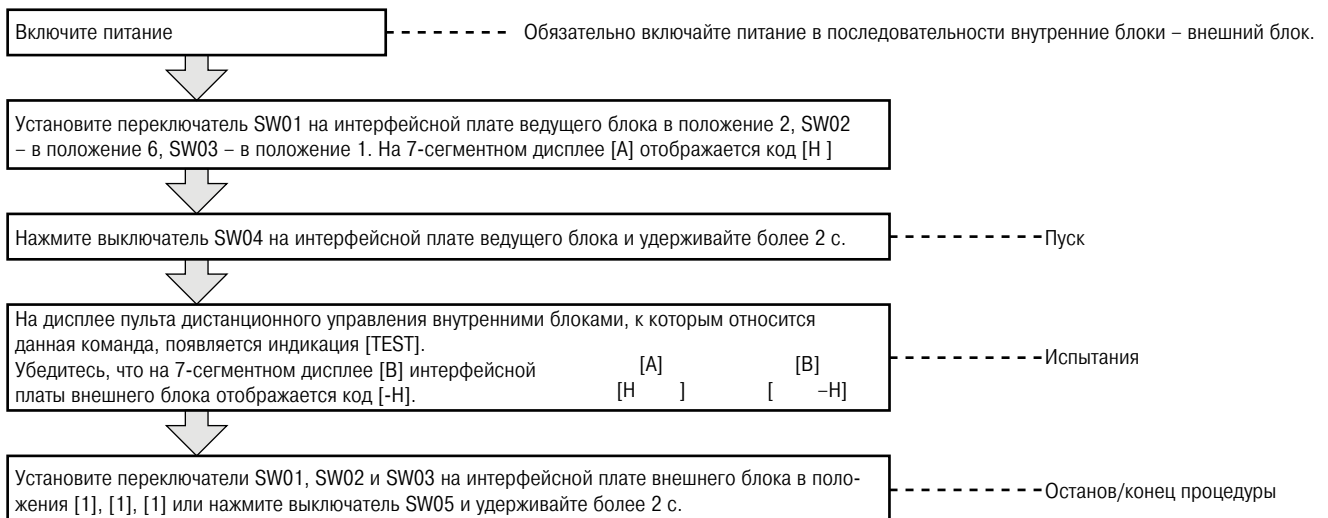 Включите питание
Обязательно включайте питание в последовательности внутренние блоки – внешний блок.
Установите переключатель SW01 на интерфейсной плате ведущего блока в положение 2, SW02
– в положение 6, SW03 – в положение 1. На 7-сегментном дисплее [A] отображается код [H ]
Нажмите выключатель SW04 на интерфейсной плате ведущего блока и удерживайте более 2 с.
Пуск
На дисплее пульта дистанционного управления внутренними блоками, к которым относится
данная команда, появляется индикация [TEST].
Убедитесь, что на 7-сегментном дисплее [B] интерфейсной
платы внешнего блока отображается код [-H].
[A] [B]
[H ] [ –H]
Испытания
Установите переключатели SW01, SW02 и SW03 на интерфейсной плате внешнего блока в поло-
жения [1], [1], [1] или нажмите выключатель SW05 и удерживайте более 2 с.
Останов/конец процедуры